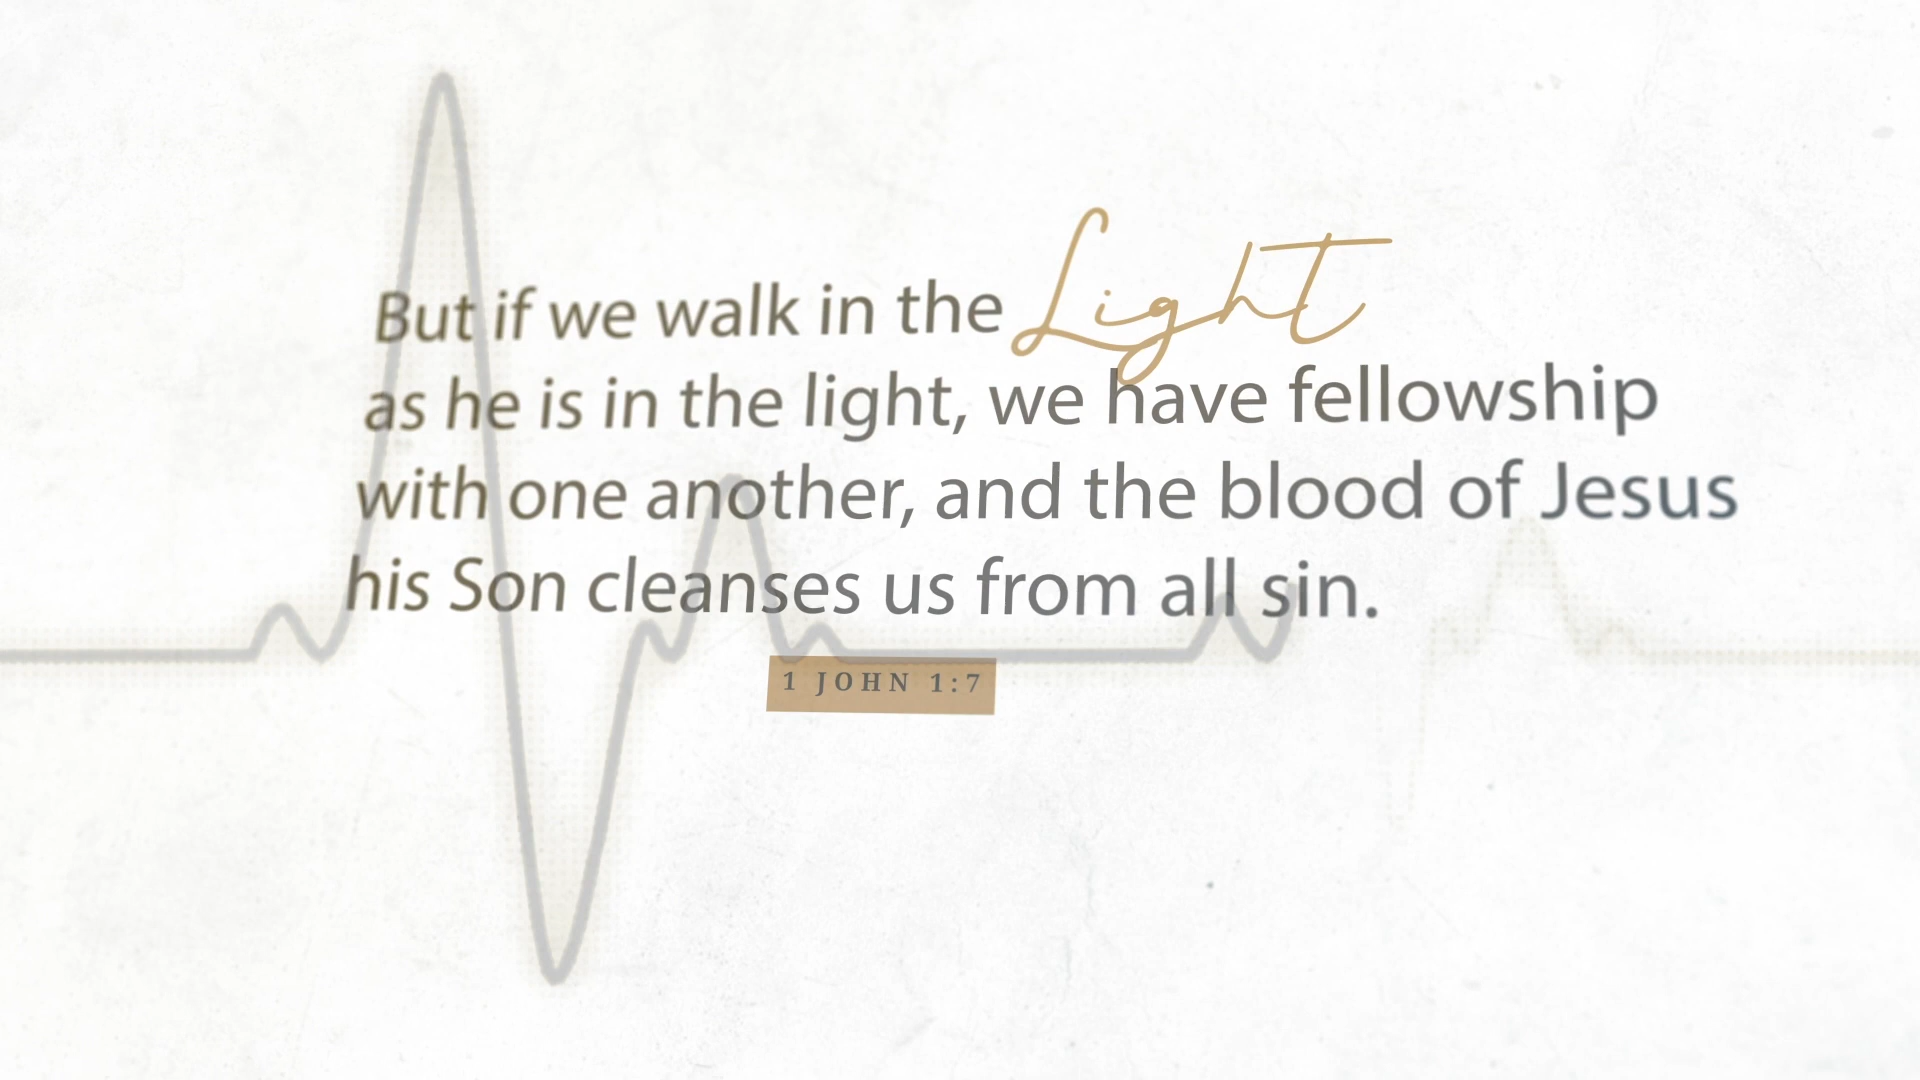 But if we walk in the Light
as he is in the light, we have fellowship
with one another, and the blood of Jesus
his Son cleanses us from all sin.
1 JOHN 1:7